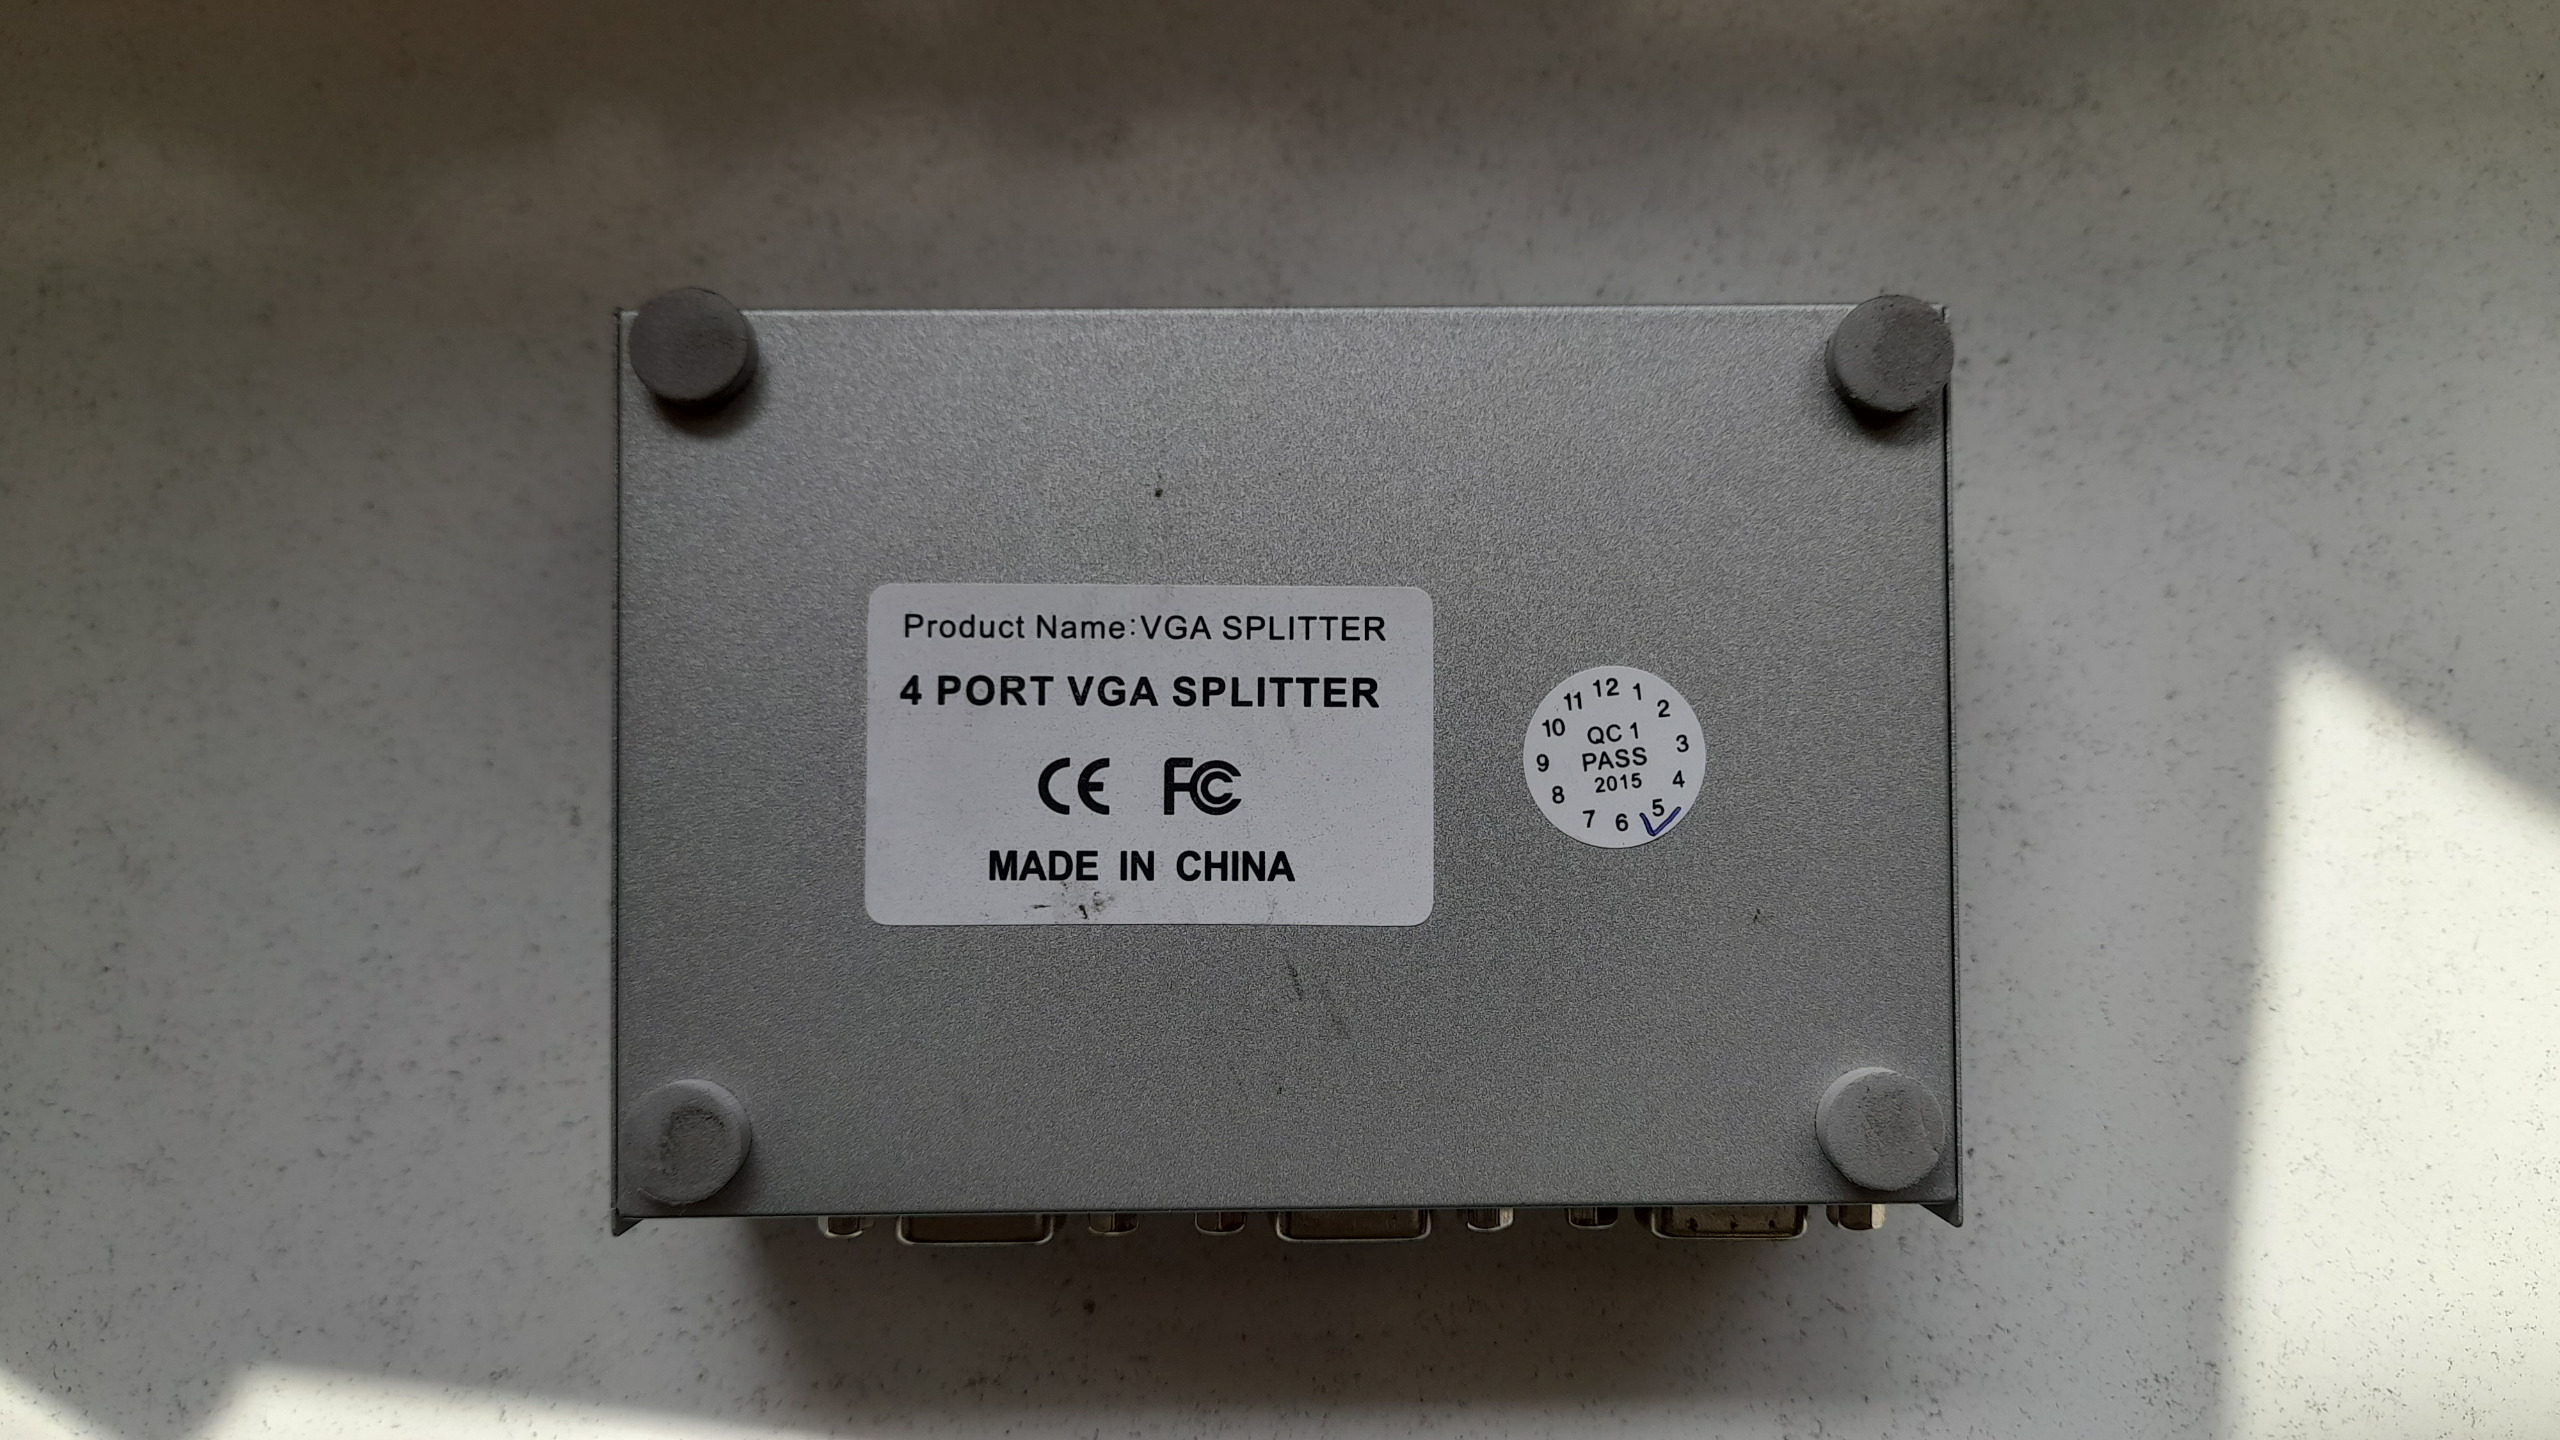 Product Name:VGA SPLITTER
4 PORT VGA SPLITTER
CE FC
MADE IN CHINA
11 12 1
10 2
QC 1
9 PASS 3
2015
8 4
7 6 5